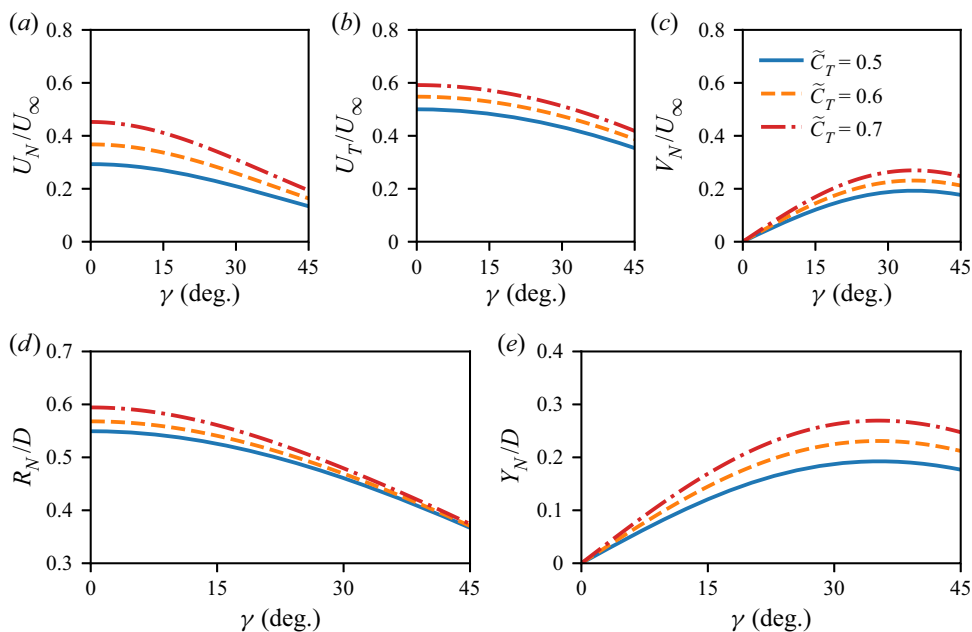 (a) (b) (c)
0.8 0.6 0.4 0.2 0
U_N/U_∞
0 15 30 45
γ (deg.)
0.8 0.6 0.4 0.2 0
U_T/U_∞
0 15 30 45
γ (deg.)
0.8 0.6 0.4 0.2 0
V_N/U_∞
C̃_T = 0.5
C̃_T = 0.6
C̃_T = 0.7
0 15 30 45
γ (deg.)
(d) (e)
0.7 0.6 0.5 0.4 0.3
R_N/D
0 15 30 45
γ (deg.)
0.4 0.3 0.2 0.1 0
Y_N/D
0 15 30 45
γ (deg.)